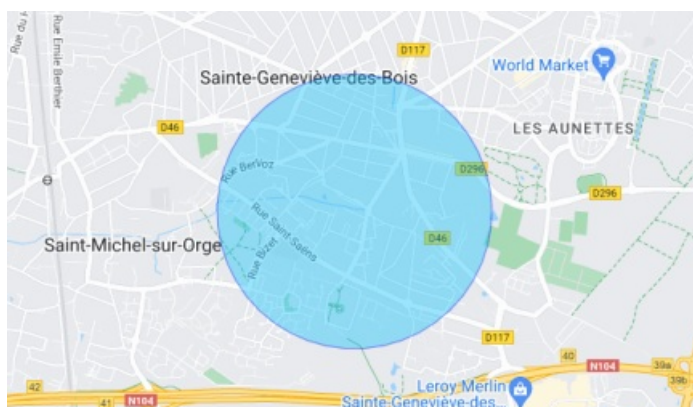 Rue du
Rue Emile Berthier
D117
World Market
Sainte-Geneviève-des-Bois
D46
LES AUNETTES
Rue Berlioz
D296
D296
Rue Saint-Saëns
Saint-Michel-sur-Orge
Rue Bizet
D46
D117
40
39a
N104
39b
42
41
N104
Leroy Merlin
Sainte-Geneviève-des...